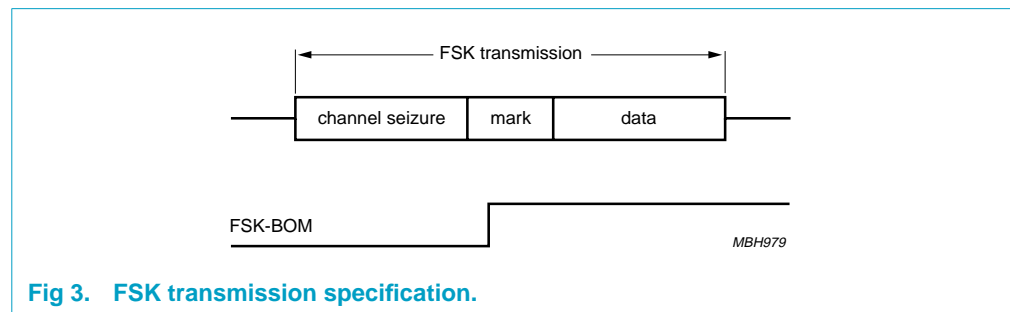 FSK transmission
channel seizure mark data
FSK-BOM
MBH979
Fig 3. FSK transmission specification.